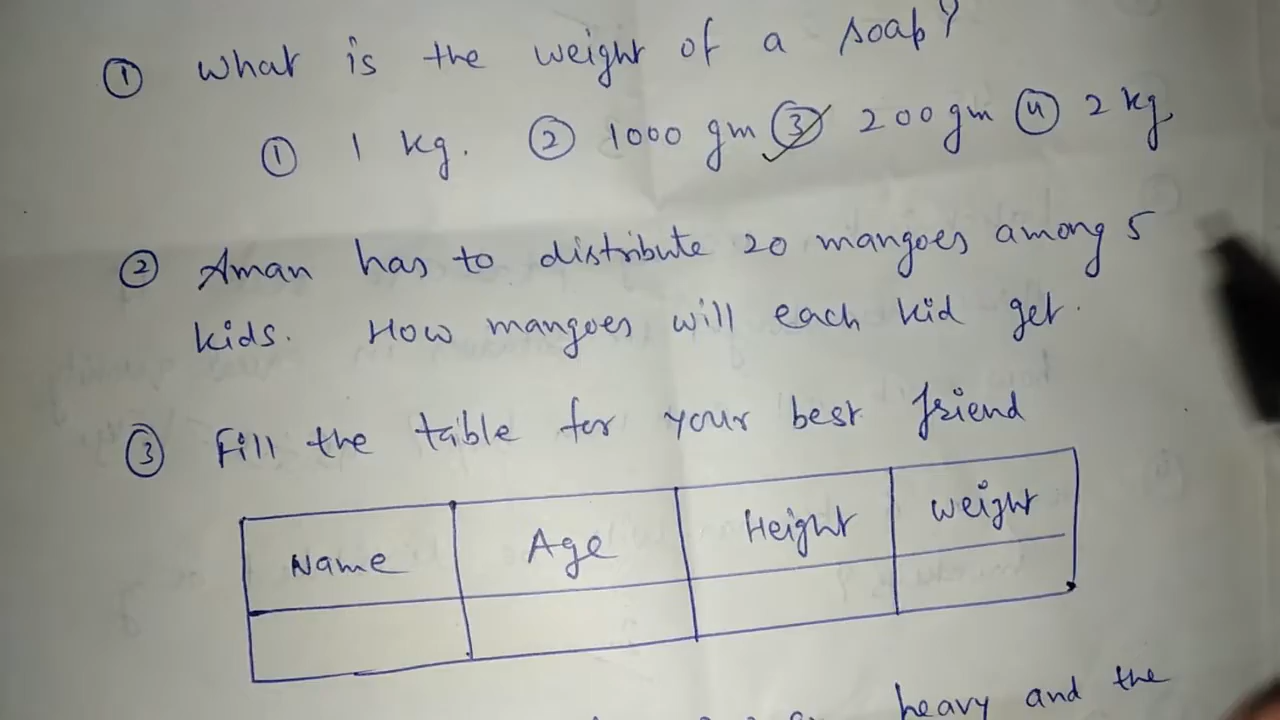 ① What is the weight of a soap?
① 1 kg. ② 1000 gm ③ 200 gm ④ 2 kg
② Aman has to distribute 20 mangoes among 5
kids. How mangoes will each kid get.
③ Fill the table for your best friend
Name Age Height Weight
heavy and the